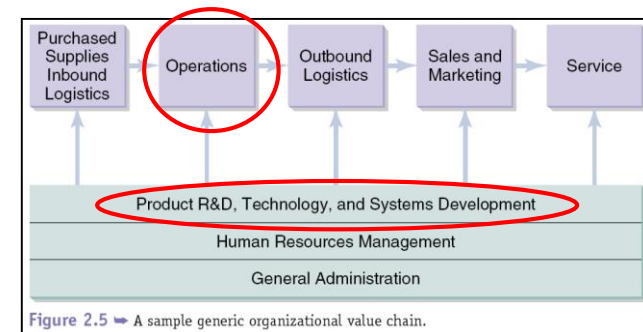 Purchased
Supplies
Inbound
Logistics
Operations
Outbound
Logistics
Sales and
Marketing
Service
Product R&D, Technology, and Systems Development
Human Resources Management
General Administration
Figure 2.5 ➥ A sample generic organizational value chain.